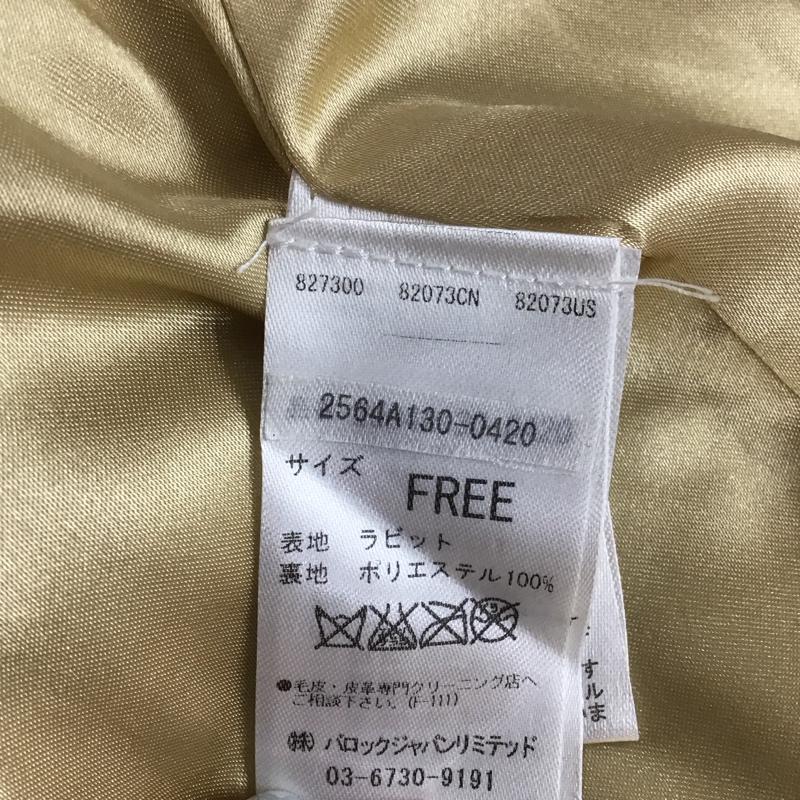 827300 82073CN 82073US
2564A130-0420
サイズ FREE
表地 ラビット
裏地 ポリエステル100%
●毛皮・皮革専門クリーニング店へ
ご相談下さい。(F-111)
(株) バロックジャパンリミテッド
03-6730-9191
す
ル
ま